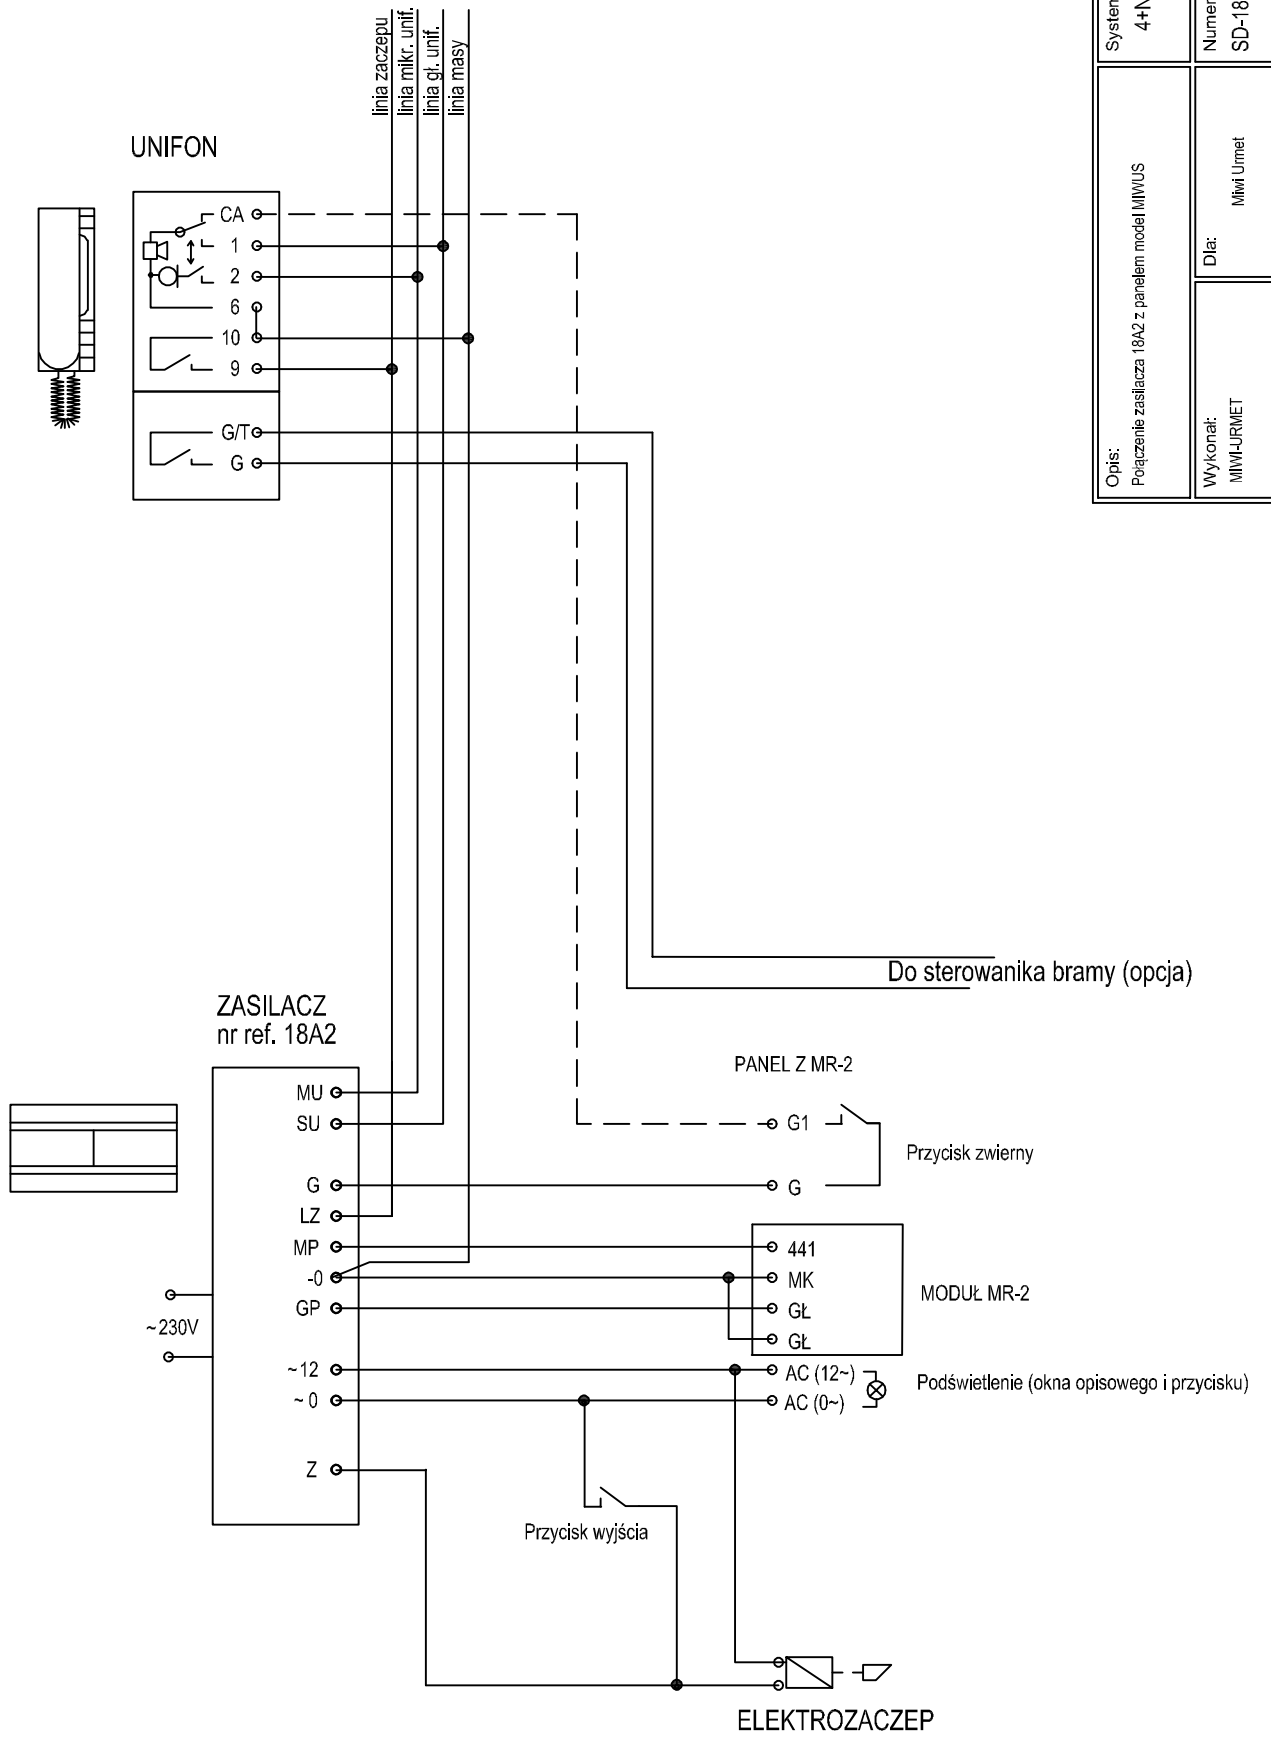 linia zaczepu
linia mikr. unif.
linia gł. unif.
linia masy
UNIFON
CA
1
2
6
10
9
G/T
G
Opis:
Połączenie zasilacza 18A2 z panelem model MIWUS
Wykonał:
MIWI-URMET
Dla:
Miwi Urmet
Do sterowanika bramy (opcja)
ZASILACZ
nr ref. 18A2
MU
SU
G
LZ
MP
-0
GP
~12
~ 0
Z
~230V
PANEL Z MR-2
G1
Przycisk zwierny
G
441
MK
GŁ
GŁ
MODUŁ MR-2
AC (12~)
AC (0~)
Podświetlenie (okna opisowego i przycisku)
Przycisk wyjścia
ELEKTROZACZEP